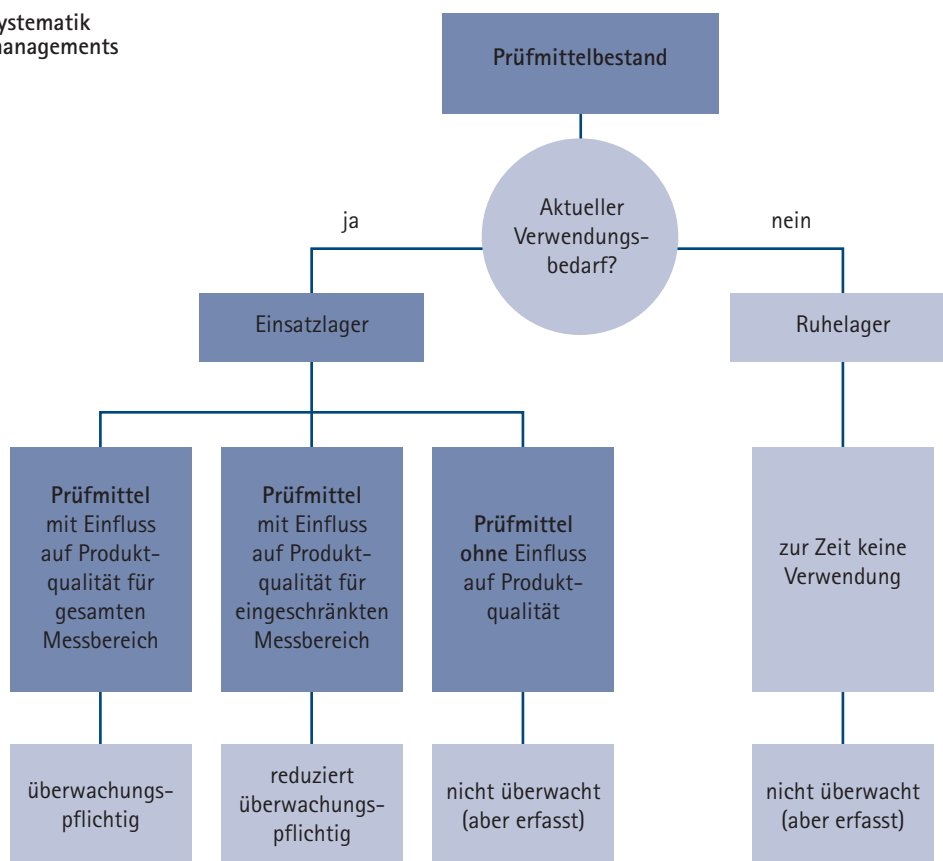 ystematik
anagements
Prüfmittelbestand
Aktueller
Verwendungs-
bedarf?
ja
nein
Einsatzlager
Ruhelager
Prüfmittel
mit Einfluss
auf Produkt-
qualität für
gesamten
Messbereich
Prüfmittel
mit Einfluss
auf Produkt-
qualität für
eingeschränkten
Messbereich
Prüfmittel
ohne Einfluss
auf Produkt-
qualität
zur Zeit keine
Verwendung
überwachungs-
pflichtig
reduziert
überwachungs-
pflichtig
nicht überwacht
(aber erfasst)
nicht überwacht
(aber erfasst)